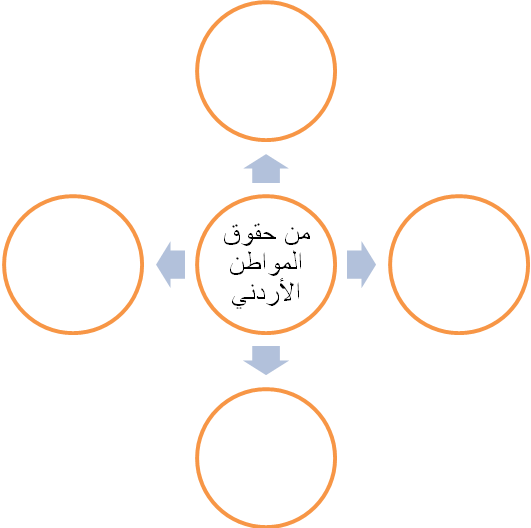 من حقوق
المواطن
الأردني